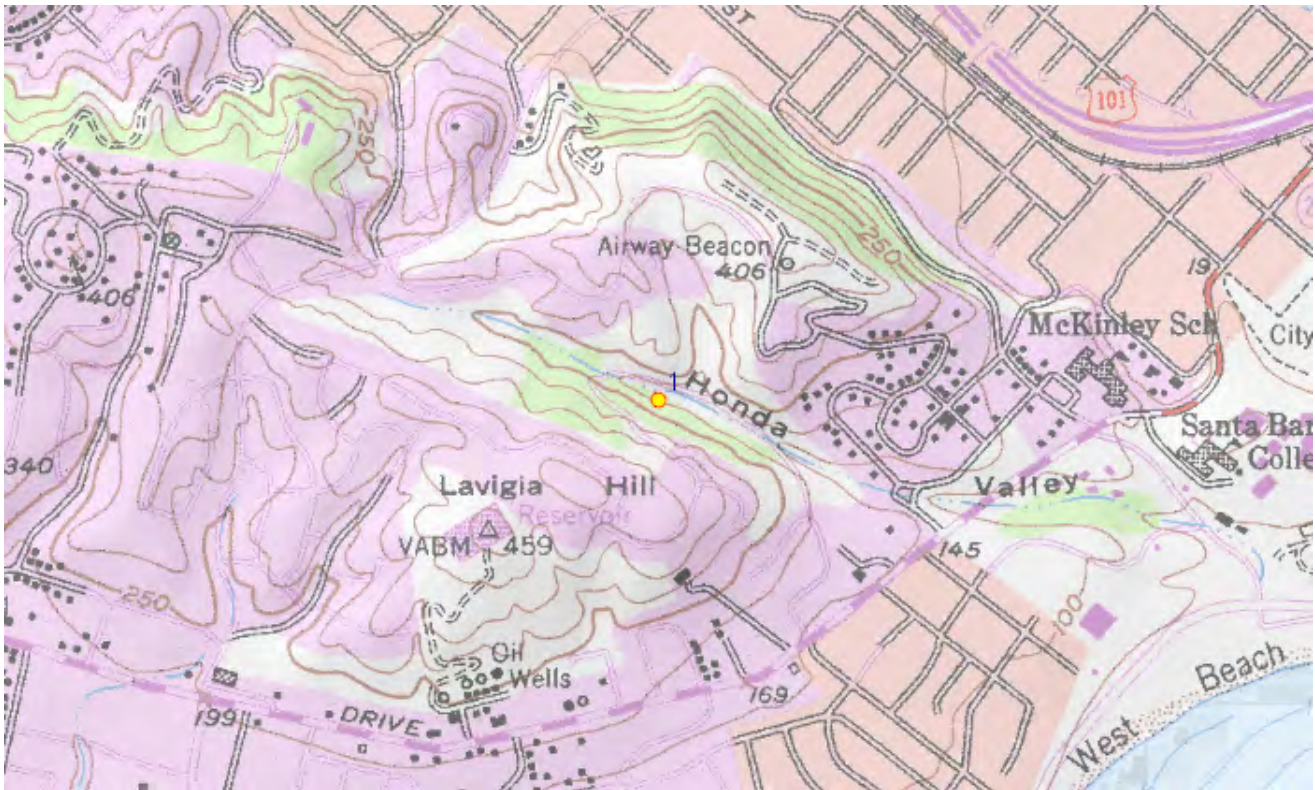 ST
101
250
Airway Beacon
406
250
19
406
McKinley Sch
City
1
Honda
Santa Bar
Colle
340
Lavigia Hill
Valley
Reservoir
VABM 459
145
250
100
Oil
Wells
Beach
169
199
DRIVE
West